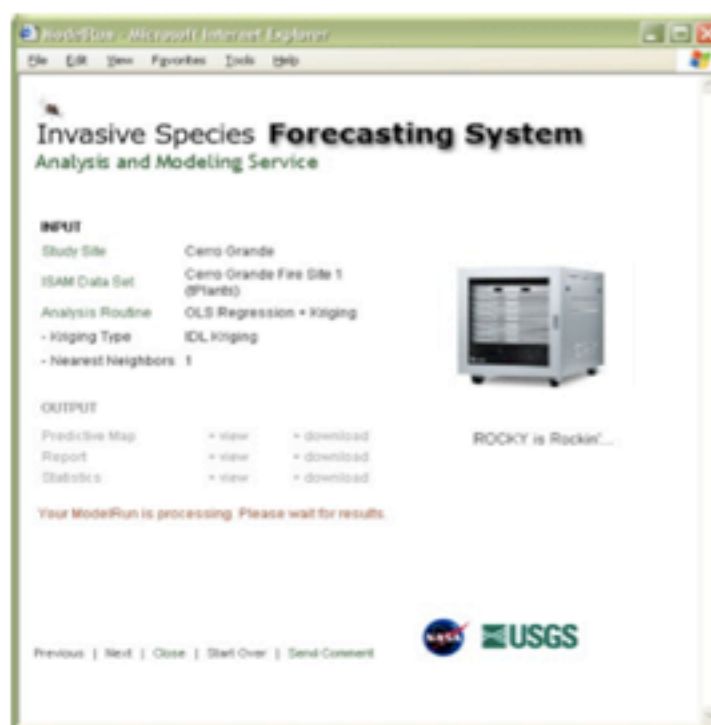 ModelRun - Microsoft Internet Explorer
File Edit View Favorites Tools Help
Invasive Species Forecasting System
Analysis and Modeling Service
INPUT
Study Site Cerro Grande
ISAM Data Set Cerro Grande Fire Site 1 (tPlants)
Analysis Routine OLS Regression + Kriging
- Kriging Type IDL Kriging
- Nearest Neighbors 1
OUTPUT
Predictive Map • view • download
Report • view • download
Statistics • view • download
ROCKY is Rockin'...
Your ModelRun is processing. Please wait for results.
NASA USGS
Previous | Next | Close | Start Over | Send Comment